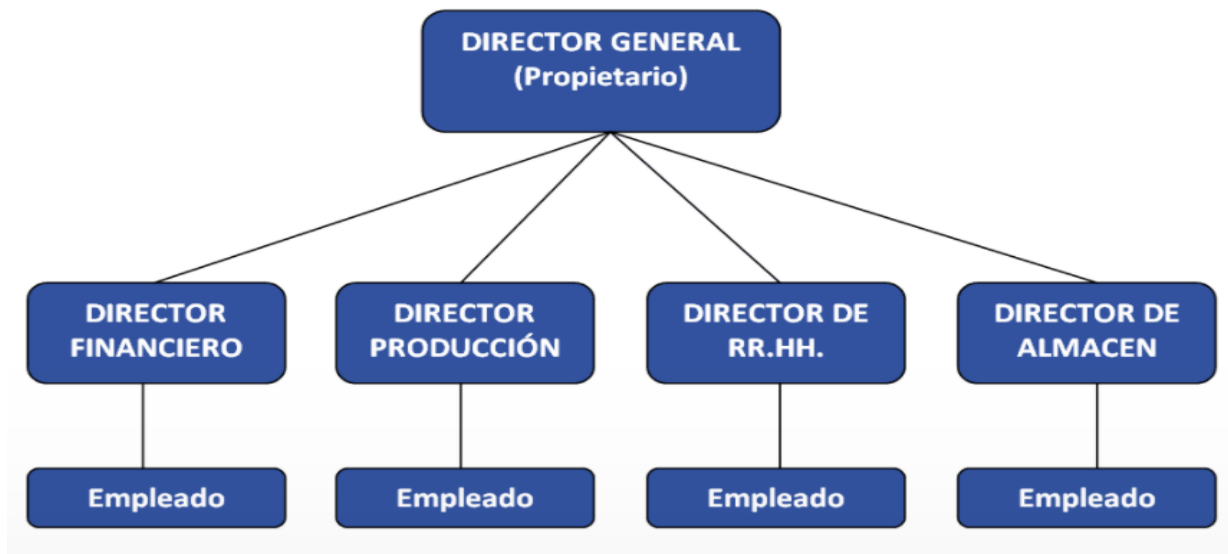 DIRECTOR GENERAL
(Propietario)
DIRECTOR
FINANCIERO
DIRECTOR
PRODUCCIÓN
DIRECTOR DE
RR.HH.
DIRECTOR DE
ALMACEN
Empleado
Empleado
Empleado
Empleado